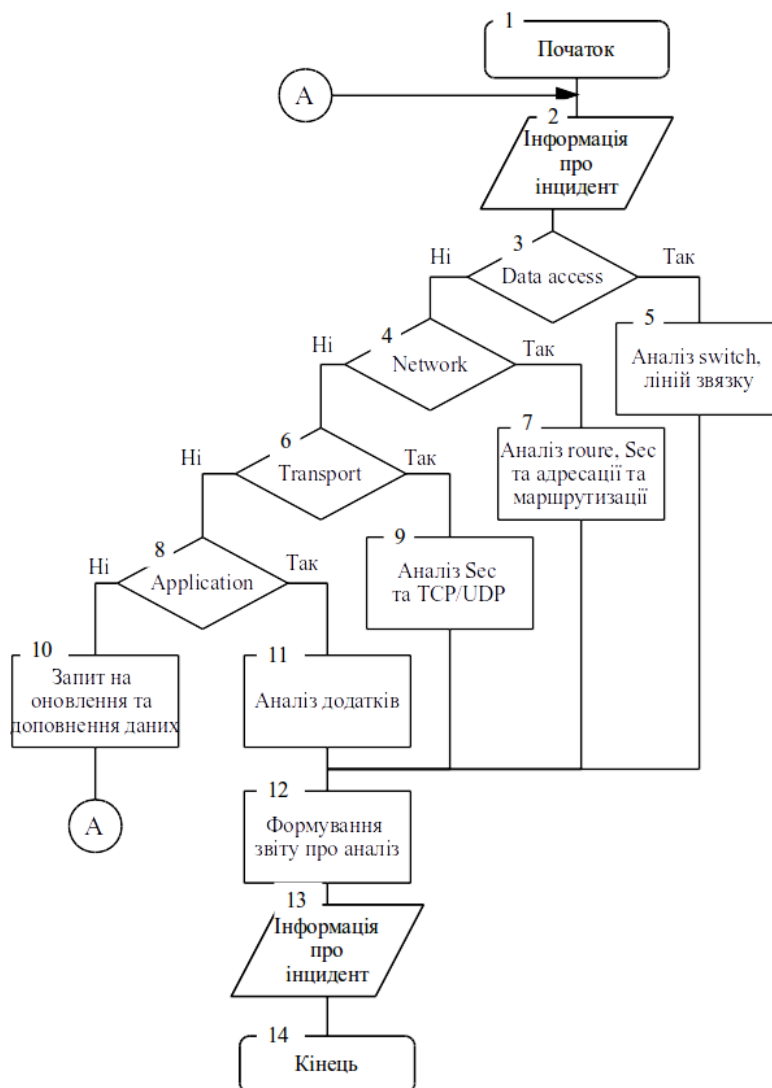 1
Початок
А
2
Інформація
про
інцидент
3
Ні
Так
Data access
4
5
Ні
Так
Network
Аналіз switch,
ліній звязку
6
7
Ні
Так
Transport
Аналіз roure, Sec
та адресації та
маршрутизації
8
9
Ні
Так
Application
Аналіз Sec
та TCP/UDP
10
Запит на
оновлення та
доповнення даних
11
Аналіз додатків
А
12
Формування
звіту про аналіз
13
Інформація
про
інцидент
14
Кінець